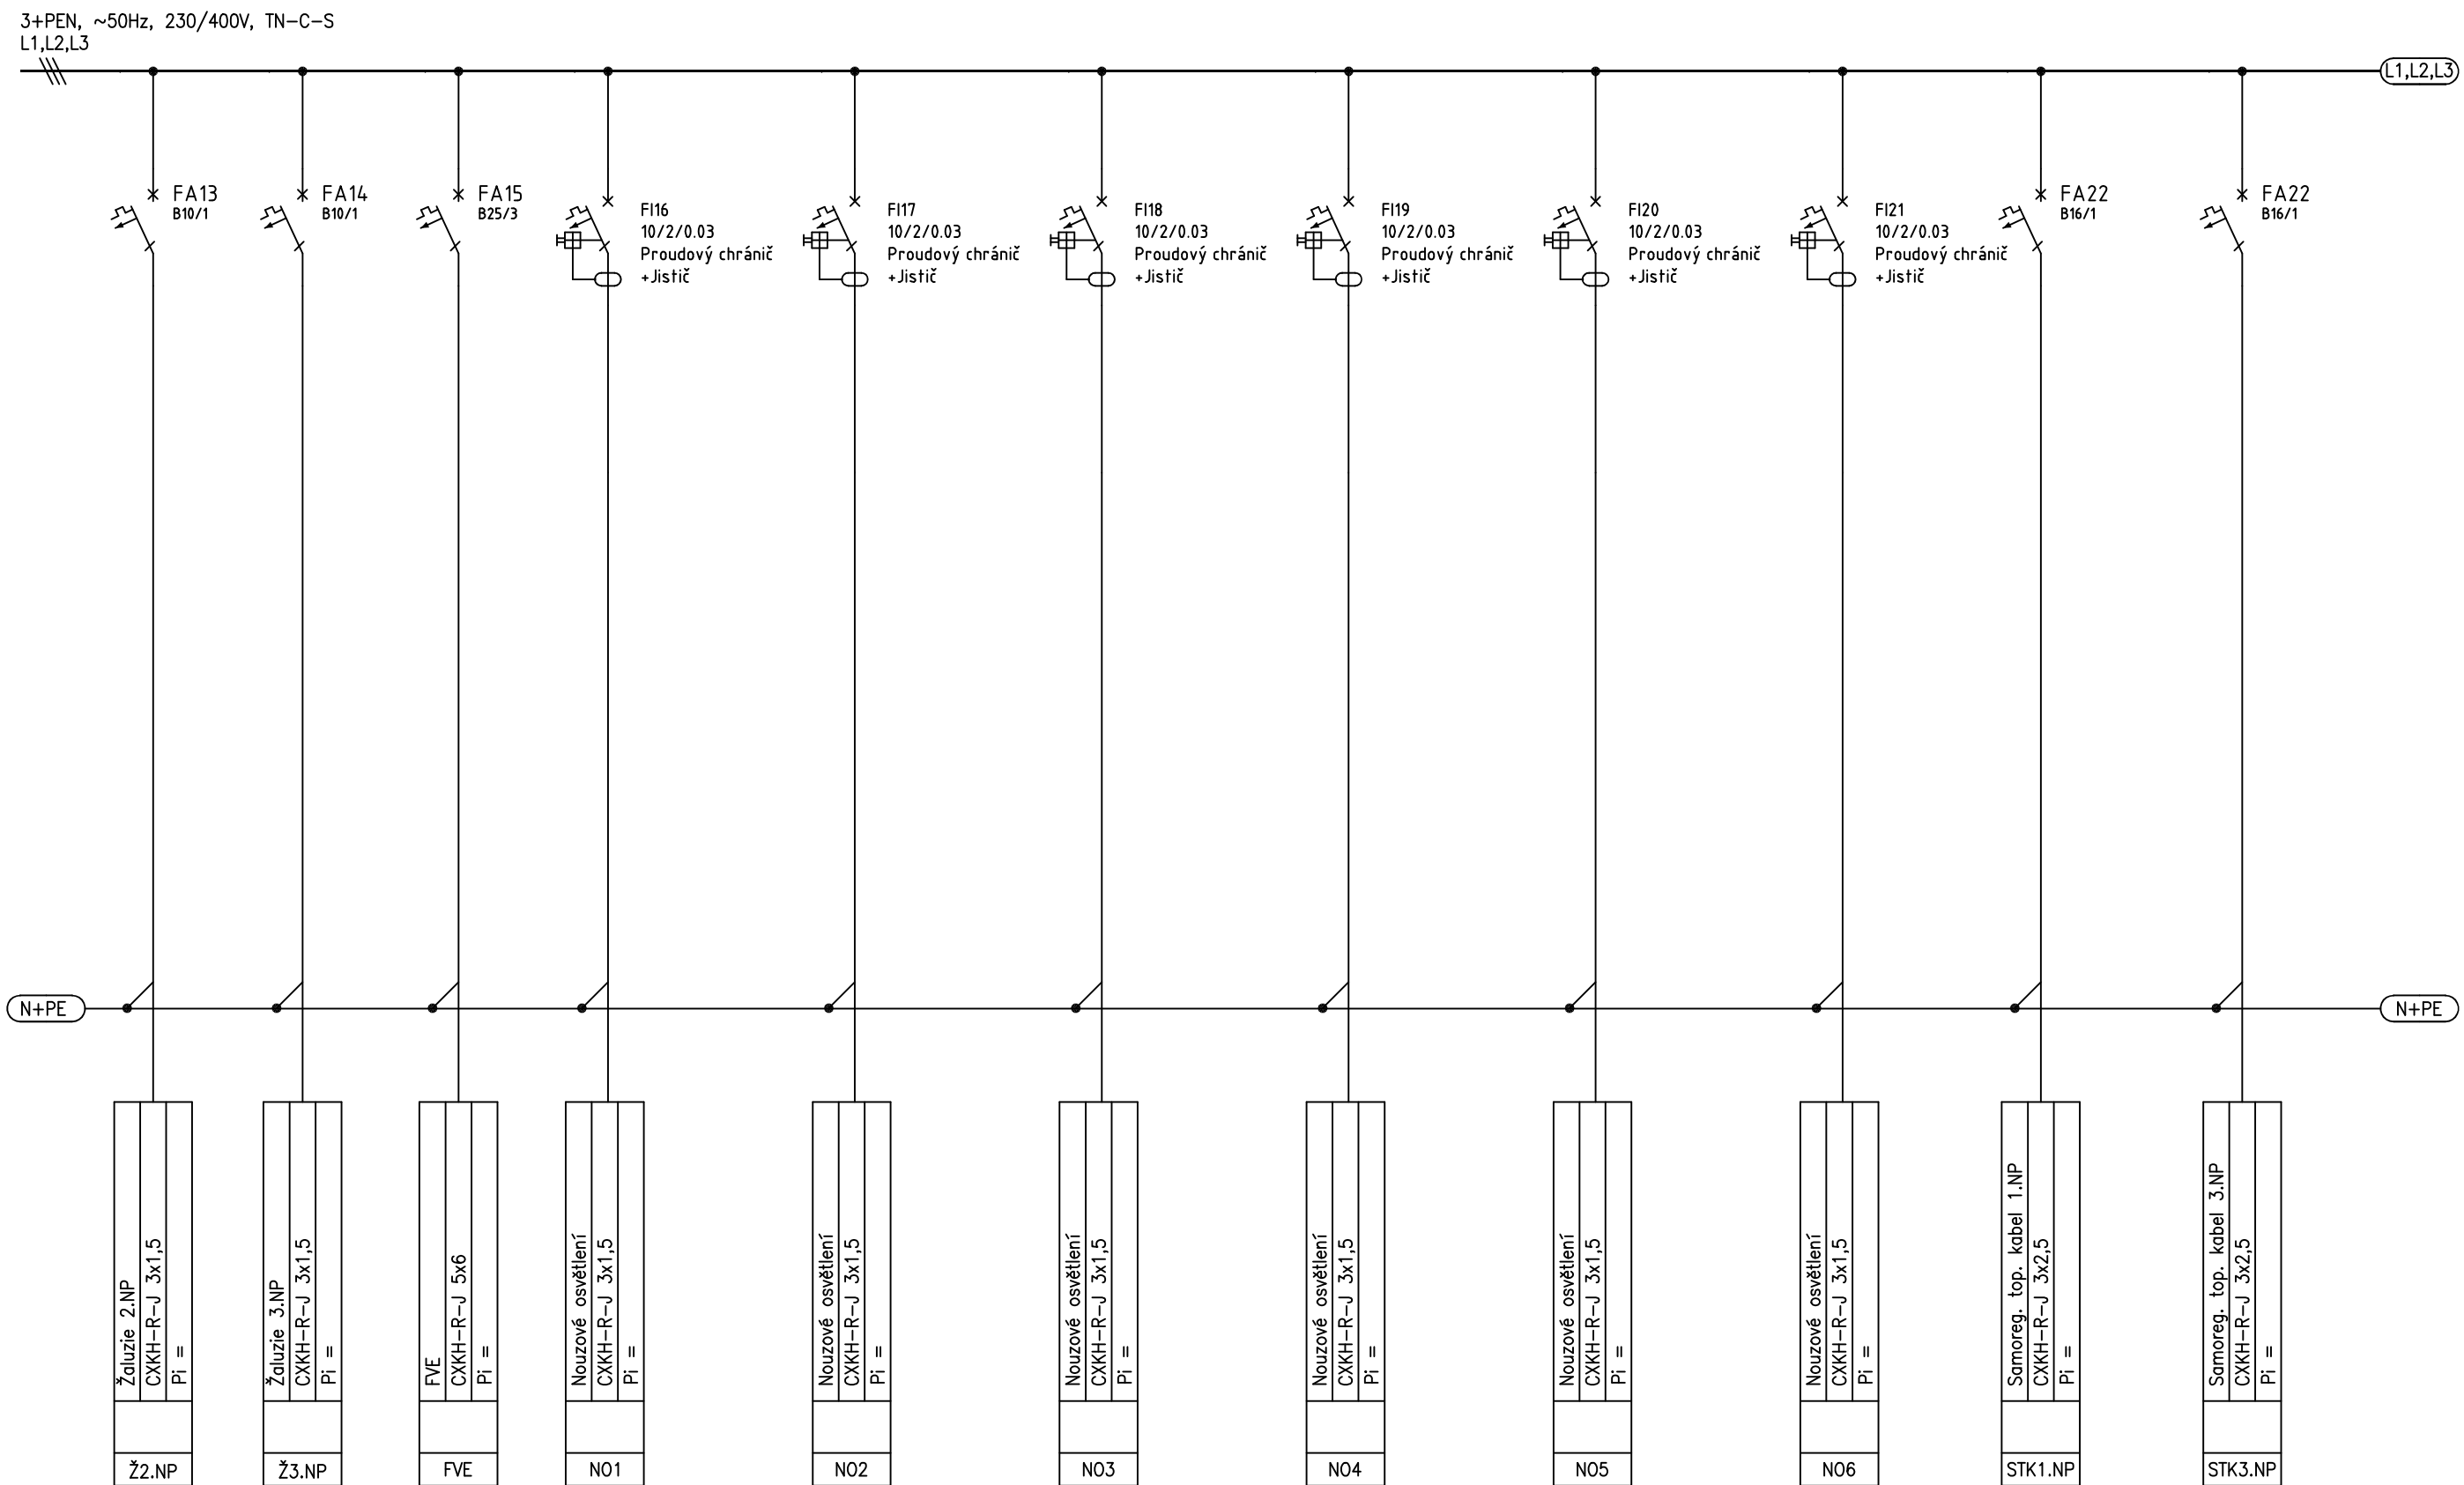 3+PEN, ~50Hz, 230/400V, TN-C-S
L1,L2,L3
L1,L2,L3
FA13
B10/1
FA14
B10/1
FA15
B25/3
FI16
10/2/0.03
Proudový chránič
+Jistič
FI17
10/2/0.03
Proudový chránič
+Jistič
FI18
10/2/0.03
Proudový chránič
+Jistič
FI19
10/2/0.03
Proudový chránič
+Jistič
FI20
10/2/0.03
Proudový chránič
+Jistič
FI21
10/2/0.03
Proudový chránič
+Jistič
FA22
B16/1
FA22
B16/1
N+PE
N+PE
Žaluzie 2.NP
CXKH-R-J 3x1,5
Pi =
Ž2.NP
Žaluzie 3.NP
CXKH-R-J 3x1,5
Pi =
Ž3.NP
FVE
CXKH-R-J 5x6
Pi =
FVE
Nouzové osvětlení
CXKH-R-J 3x1,5
Pi =
NO1
Nouzové osvětlení
CXKH-R-J 3x1,5
Pi =
NO2
Nouzové osvětlení
CXKH-R-J 3x1,5
Pi =
NO3
Nouzové osvětlení
CXKH-R-J 3x1,5
Pi =
NO4
Nouzové osvětlení
CXKH-R-J 3x1,5
Pi =
NO5
Nouzové osvětlení
CXKH-R-J 3x1,5
Pi =
NO6
Samoreg. top. kabel 1.NP
CXKH-R-J 3x2,5
Pi =
STK1.NP
Samoreg. top. kabel 3.NP
CXKH-R-J 3x2,5
Pi =
STK3.NP